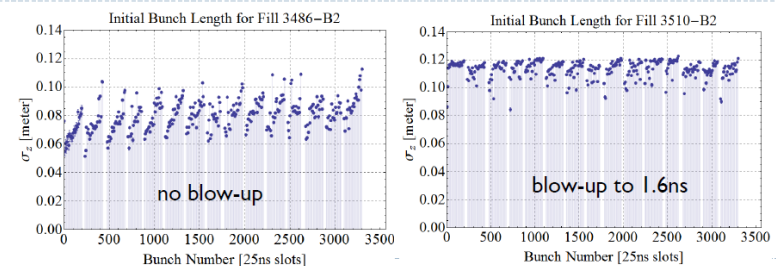 Initial Bunch Length for Fill 3486−B2
0.14
0.12
0.10
0.08
0.06
0.04
0.02
0.00
σz [meter]
no blow-up
0 500 1000 1500 2000 2500 3000 3500
Bunch Number [25ns slots]
Initial Bunch Length for Fill 3510−B2
0.14
0.12
0.10
0.08
0.06
0.04
0.02
0.00
σz [meter]
blow-up to 1.6ns
0 500 1000 1500 2000 2500 3000 3500
Bunch Number [25ns slots]